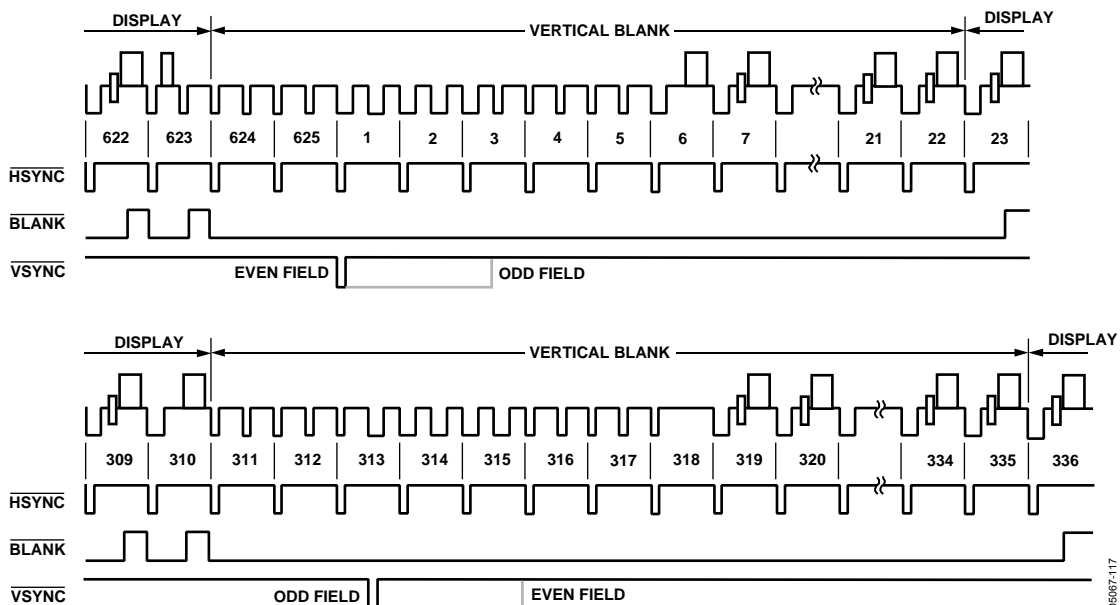 DISPLAY VERTICAL BLANK DISPLAY
622 623 624 625 1 2 3 4 5 6 7 21 22 23
HSYNC
BLANK
VSYNC EVEN FIELD ODD FIELD
DISPLAY VERTICAL BLANK DISPLAY
309 310 311 312 313 314 315 316 317 318 319 320 334 335 336
HSYNC
BLANK
VSYNC ODD FIELD EVEN FIELD
05067-117